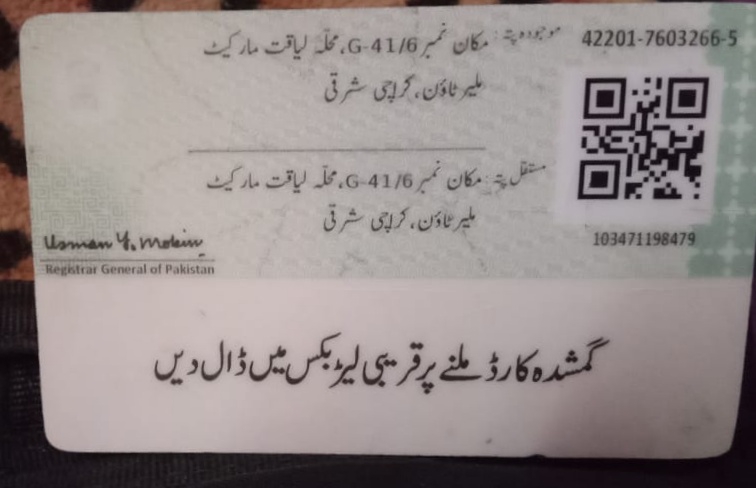 42201-7603266-5
موجودہ پتہ: مکان نمبر G-41/6، محلہ لیاقت مارکیٹ
ملیر ٹاؤن، کراچی شرقی
مستقل پتہ: مکان نمبر G-41/6، محلہ لیاقت مارکیٹ
ملیر ٹاؤن، کراچی شرقی
103471198479
Usman Y. Mobin
Registrar General of Pakistan
گمشدہ کارڈ ملنے پر قریبی لیٹر بکس میں ڈال دیں